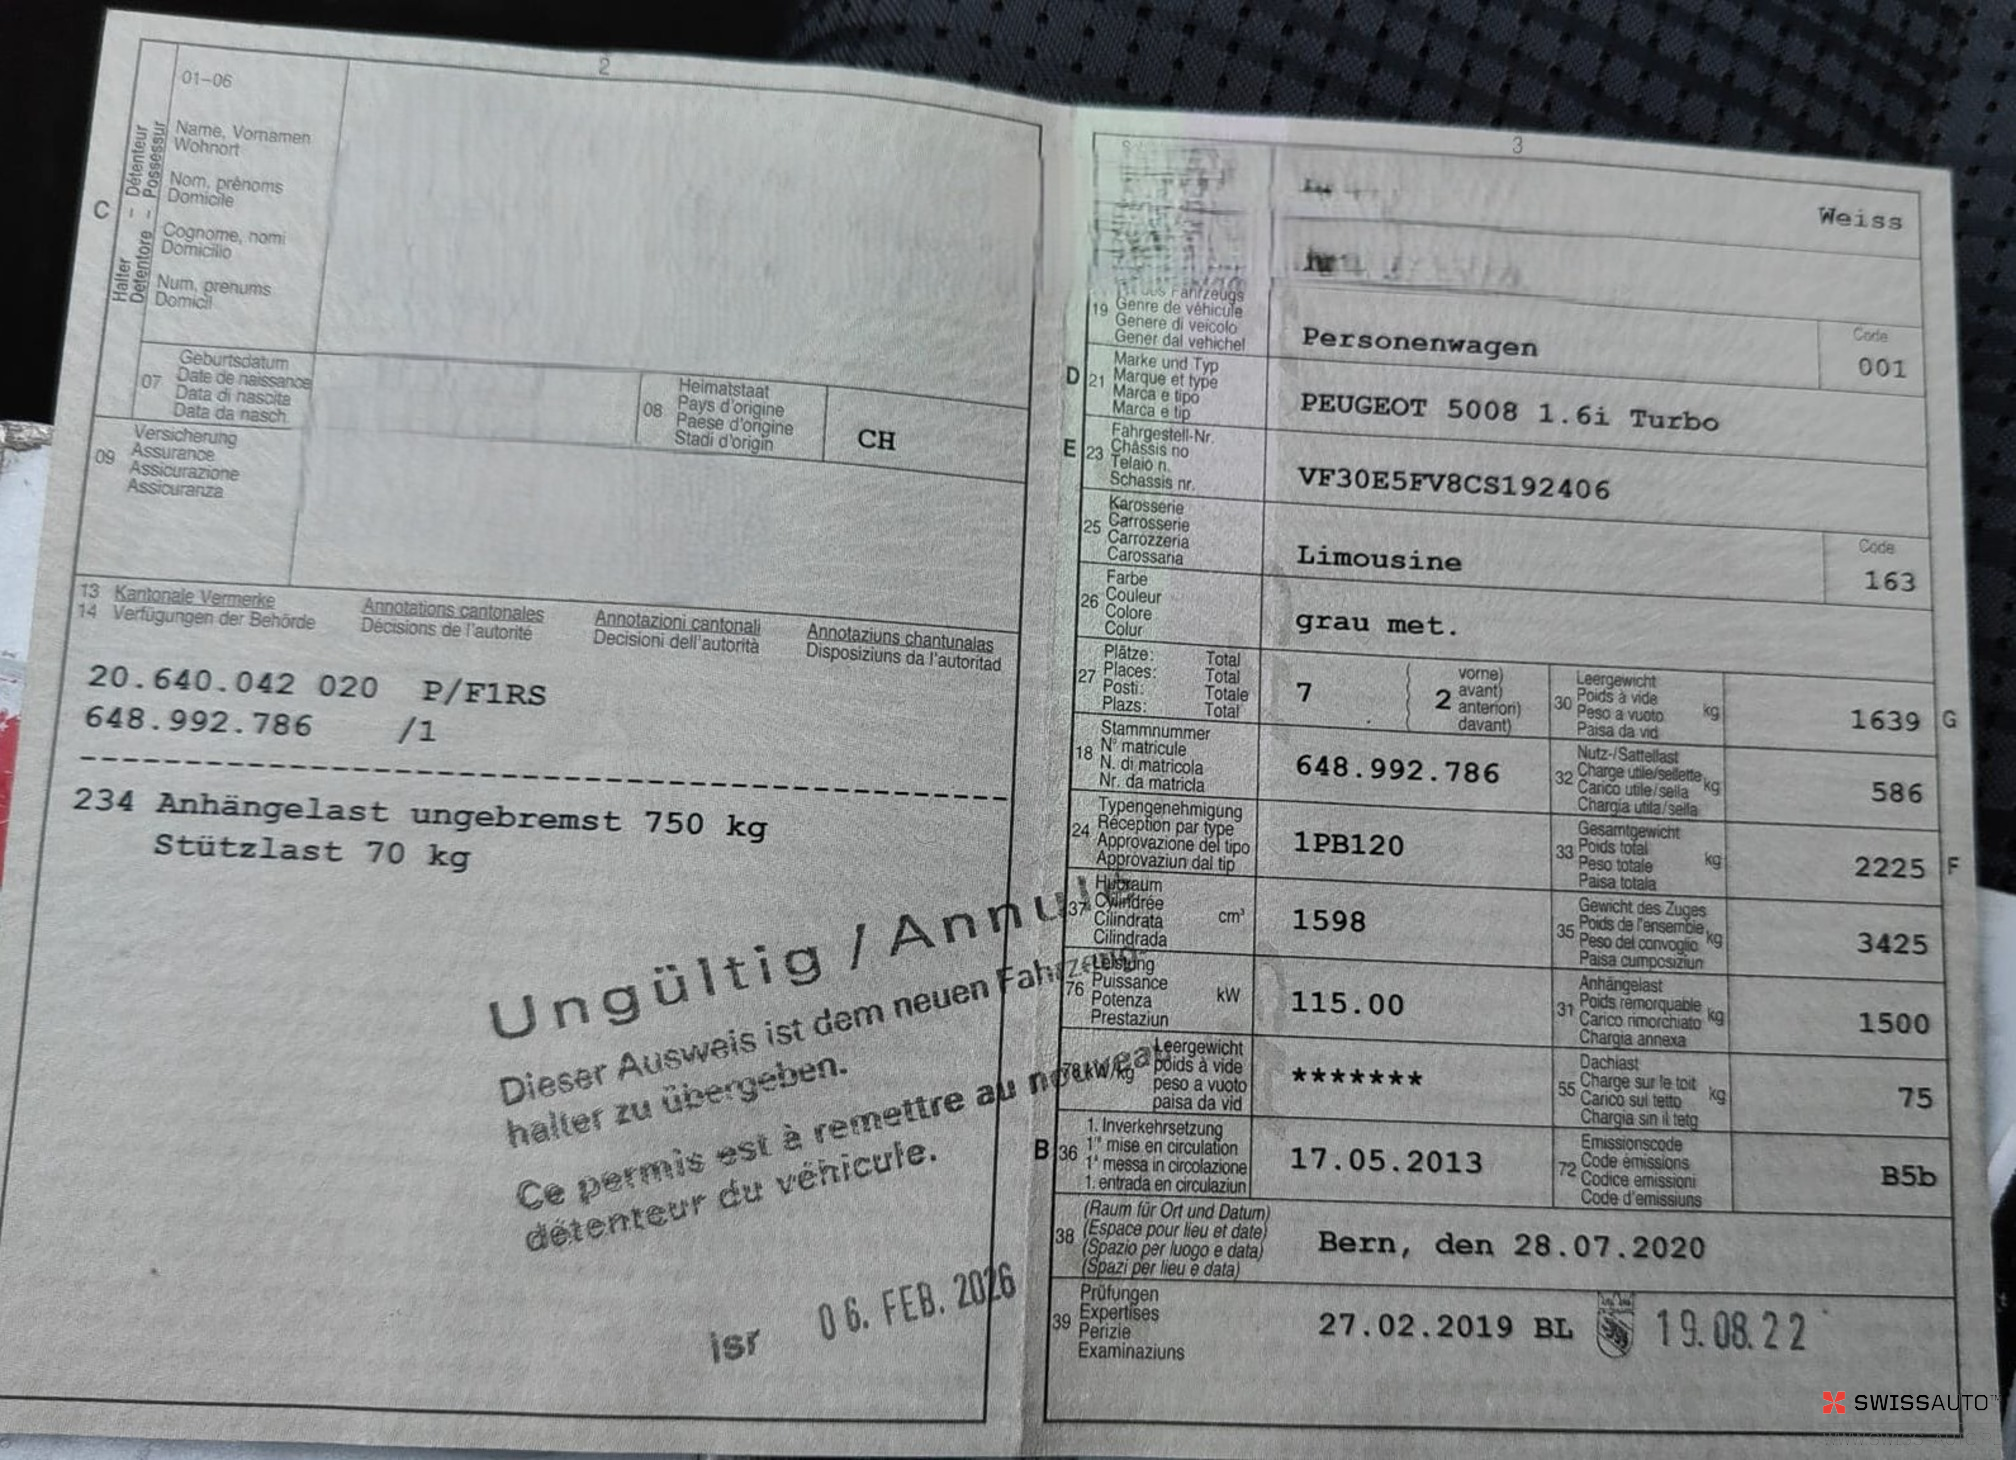 2
01–06
C
Halter – Détenteur
Detentore – Possessur
Name, Vornamen
Wohnort
Nom, prénoms
Domicile
Cognome, nomi
Domicilio
Num, prenums
Domicil
07
Geburtsdatum
Date de naissance
Data di nascita
Data da nasch.
08
Heimatstaat
Pays d'origine
Paese d'origine
Stadi d'origin
CH
09
Versicherung
Assurance
Assicurazione
Assicuranza
13 Kantonale Vermerke Annotations cantonales Annotazioni cantonali Annotaziuns chantunalas
14 Verfügungen der Behörde Décisions de l'autorité Decisioni dell'autorità Disposiziuns da l'autoritad
20.640.042 020 P/F1RS
648.992.786 /1
234 Anhängelast ungebremst 750 kg
Stützlast 70 kg
Ungültig / Annulé
Dieser Ausweis ist dem neuen Fahrzeug-
halter zu übergeben.
Ce permis est à remettre au nouveau
détenteur du véhicule.
isr 06. FEB. 2026
3
Weiss
Fahrzeugs
19 Genre de véhicule
Genere di veicolo
Gener dal vehichel
Personenwagen
Code
001
D
21
Marke und Typ
Marque et type
Marca e tipo
Marca e tip
PEUGEOT 5008 1.6i Turbo
E
23
Fahrgestell-Nr.
Châssis no
Telaio n.
Schassis nr.
VF30E5FV8CS192406
25
Karosserie
Carrosserie
Carrozzeria
Carossaria
Limousine
Code
163
26
Farbe
Couleur
Colore
Colur
grau met.
27
Plätze: Total
Places: Total
Posti: Totale
Plazs: Total
7
2
vorne)
avant)
anteriori)
davant)
30
Leergewicht
Poids à vide
Peso a vuoto kg
Paisa da vid
1639 G
18
Stammnummer
N° matricule
N. di matricola
Nr. da matricla
648.992.786
32
Nutz-/Sattellast
Charge utile/sellette kg
Carico utile/sella
Chargia utila/sella
586
24
Typengenehmigung
Réception par type
Approvazione del tipo
Approvaziun dal tip
1PB120
33
Gesamtgewicht
Poids total
Peso totale kg
Paisa totala
2225 F
37
Hubraum
Cylindrée
Cilindrata cm³
Cilindrada
1598
35
Gewicht des Zuges
Poids de l'ensemble
Peso del convoglio kg
Paisa cumposiziun
3425
76
Leistung
Puissance
Potenza kW
Prestaziun
115.00
31
Anhängelast
Poids remorquable
Carico rimorchiato kg
Chargia annexa
1500
78 kW/kg
Leergewicht
poids à vide
peso a vuoto
paisa da vid
*******
55
Dachlast
Charge sur le toit
Carico sul tetto kg
Chargia sin il tetg
75
B
36
1. Inverkehrsetzung
1re mise en circulation
1a messa in circolazione
1. entrada en circulaziun
17.05.2013
72
Emissionscode
Code émissions
Codice emissioni
Code d'emissiuns
B5b
38
(Raum für Ort und Datum)
(Espace pour lieu et date)
(Spazio per luogo e data)
(Spazi per lieu e data)
Bern, den 28.07.2020
39
Prüfungen
Expertises
Perizie
Examinaziuns
27.02.2019 BL 19.08.22
SWISSAUTO